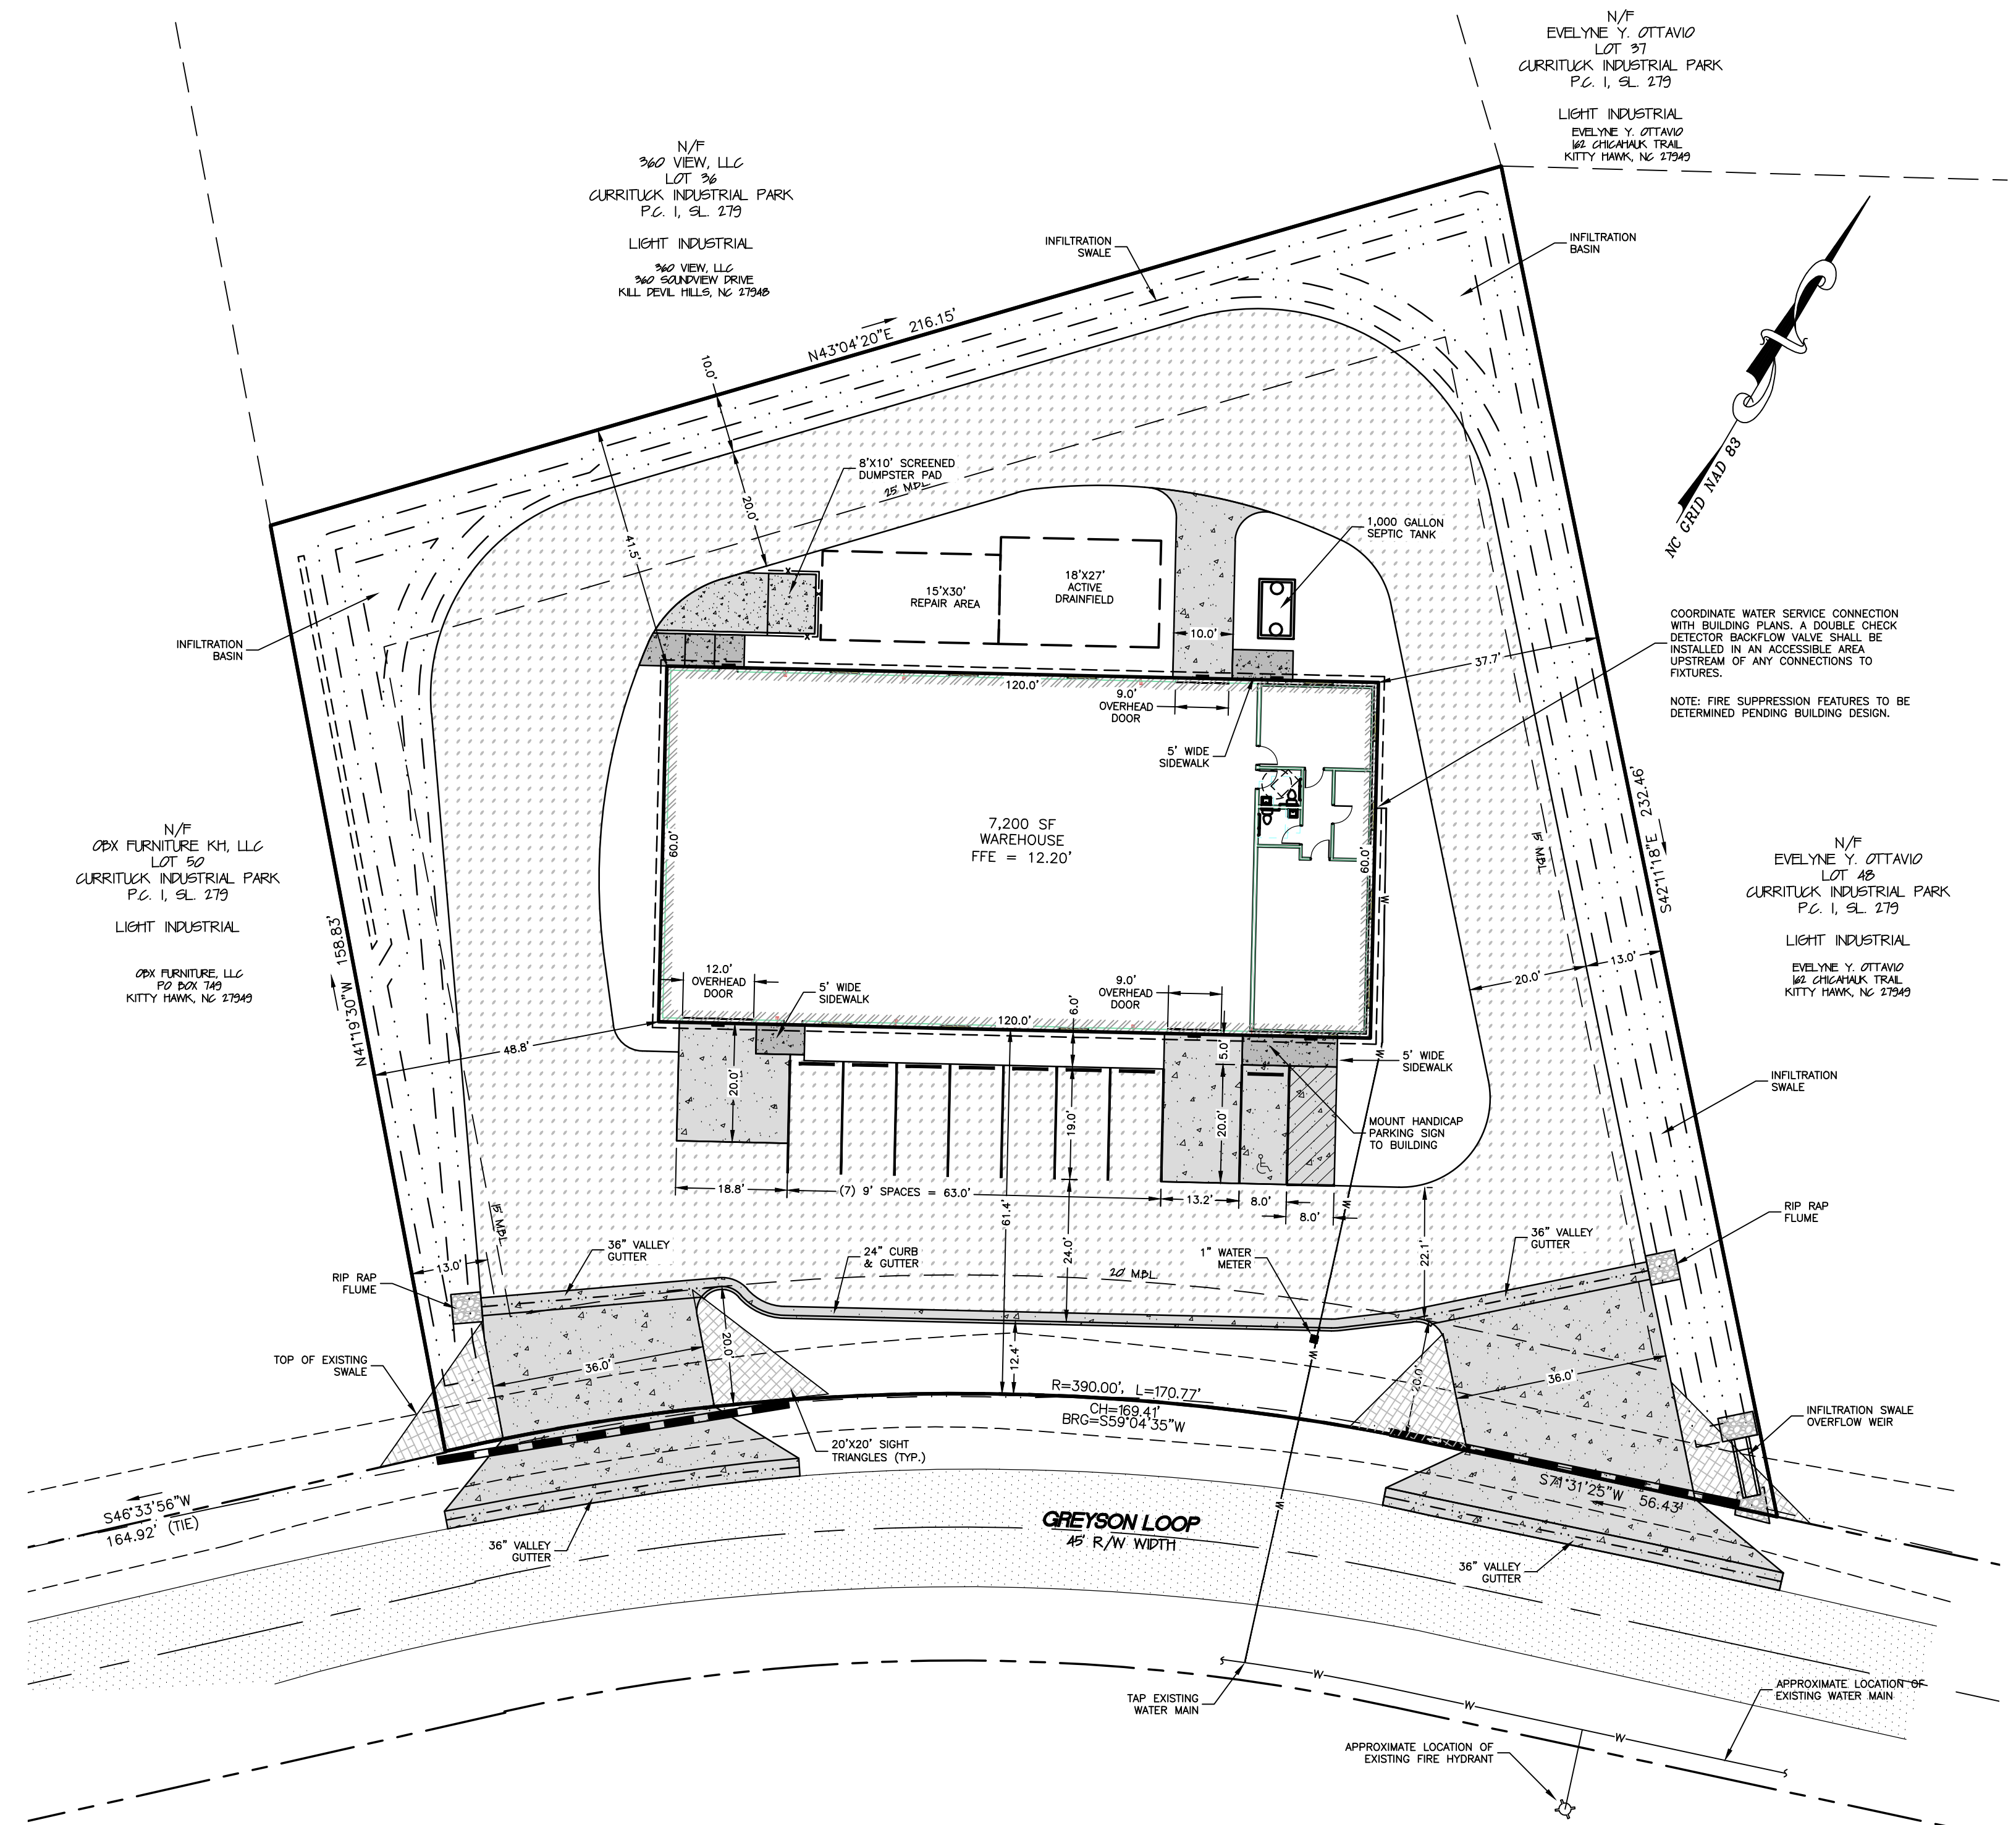 N/F
EVELYNE Y. OTTAVIO
LOT 37
CURRITUCK INDUSTRIAL PARK
P.C. I, SL. 279
LIGHT INDUSTRIAL
EVELYNE Y. OTTAVIO
162 CHICAHAUK TRAIL
KITTY HAWK, NC 27949
N/F
360 VIEW, LLC
LOT 36
CURRITUCK INDUSTRIAL PARK
P.C. I, SL. 279
LIGHT INDUSTRIAL
360 VIEW, LLC
360 SOUNDVIEW DRIVE
KILL DEVIL HILLS, NC 27948
INFILTRATION
SWALE
INFILTRATION
BASIN
N43°04'20"E 216.15'
10.0'
NC GRID NAD 83
8'X10' SCREENED
DUMPSTER PAD
25' MBL
20.0'
41.5'
1,000 GALLON
SEPTIC TANK
15'X30'
REPAIR AREA
18'X27'
ACTIVE
DRAINFIELD
10.0'
INFILTRATION
BASIN
37.7'
COORDINATE WATER SERVICE CONNECTION
WITH BUILDING PLANS. A DOUBLE CHECK
DETECTOR BACKFLOW VALVE SHALL BE
INSTALLED IN AN ACCESSIBLE AREA
UPSTREAM OF ANY CONNECTIONS TO
FIXTURES.
NOTE: FIRE SUPPRESSION FEATURES TO BE
DETERMINED PENDING BUILDING DESIGN.
120.0'
9.0'
OVERHEAD
DOOR
5' WIDE
SIDEWALK
7,200 SF
WAREHOUSE
FFE = 12.20'
60.0'
60.0'
15' MBL
S42°11'18"E 232.46'
N/F
OBX FURNITURE KH, LLC
LOT 50
CURRITUCK INDUSTRIAL PARK
P.C. I, SL. 279
LIGHT INDUSTRIAL
OBX FURNITURE, LLC
PO BOX 749
KITTY HAWK, NC 27949
N41°19'30"W 158.83'
N/F
EVELYNE Y. OTTAVIO
LOT 48
CURRITUCK INDUSTRIAL PARK
P.C. I, SL. 279
LIGHT INDUSTRIAL
EVELYNE Y. OTTAVIO
162 CHICAHAUK TRAIL
KITTY HAWK, NC 27949
W
20.0'
13.0'
12.0'
OVERHEAD
DOOR
5' WIDE
SIDEWALK
9.0'
OVERHEAD
DOOR
6.0'
120.0'
48.8'
5.0'
W
5' WIDE
SIDEWALK
20.0'
19.0'
20.0'
INFILTRATION
SWALE
MOUNT HANDICAP
PARKING SIGN
TO BUILDING
18.8'
(7) 9' SPACES = 63.0'
13.2'
8.0'
8.0'
W
61.4'
24.0'
22.1'
15' MBL
13.0'
RIP RAP
FLUME
36" VALLEY
GUTTER
24" CURB
& GUTTER
1" WATER
METER
20' MBL
36" VALLEY
GUTTER
RIP RAP
FLUME
TOP OF EXISTING
SWALE
36.0'
20.0'
12.4'
W
20.0'
36.0'
R=390.00', L=170.77'
CH=169.41'
BRG=S59°04'35"W
20'X20' SIGHT
TRIANGLES (TYP.)
INFILTRATION SWALE
OVERFLOW WEIR
S71°31'25"W 56.43'
S46°33'56"W
164.92' (TIE)
W
GREYSON LOOP
45' R/W WIDTH
36" VALLEY
GUTTER
36" VALLEY
GUTTER
TAP EXISTING
WATER MAIN
W
W
W
APPROXIMATE LOCATION OF
EXISTING WATER MAIN
APPROXIMATE LOCATION OF
EXISTING FIRE HYDRANT